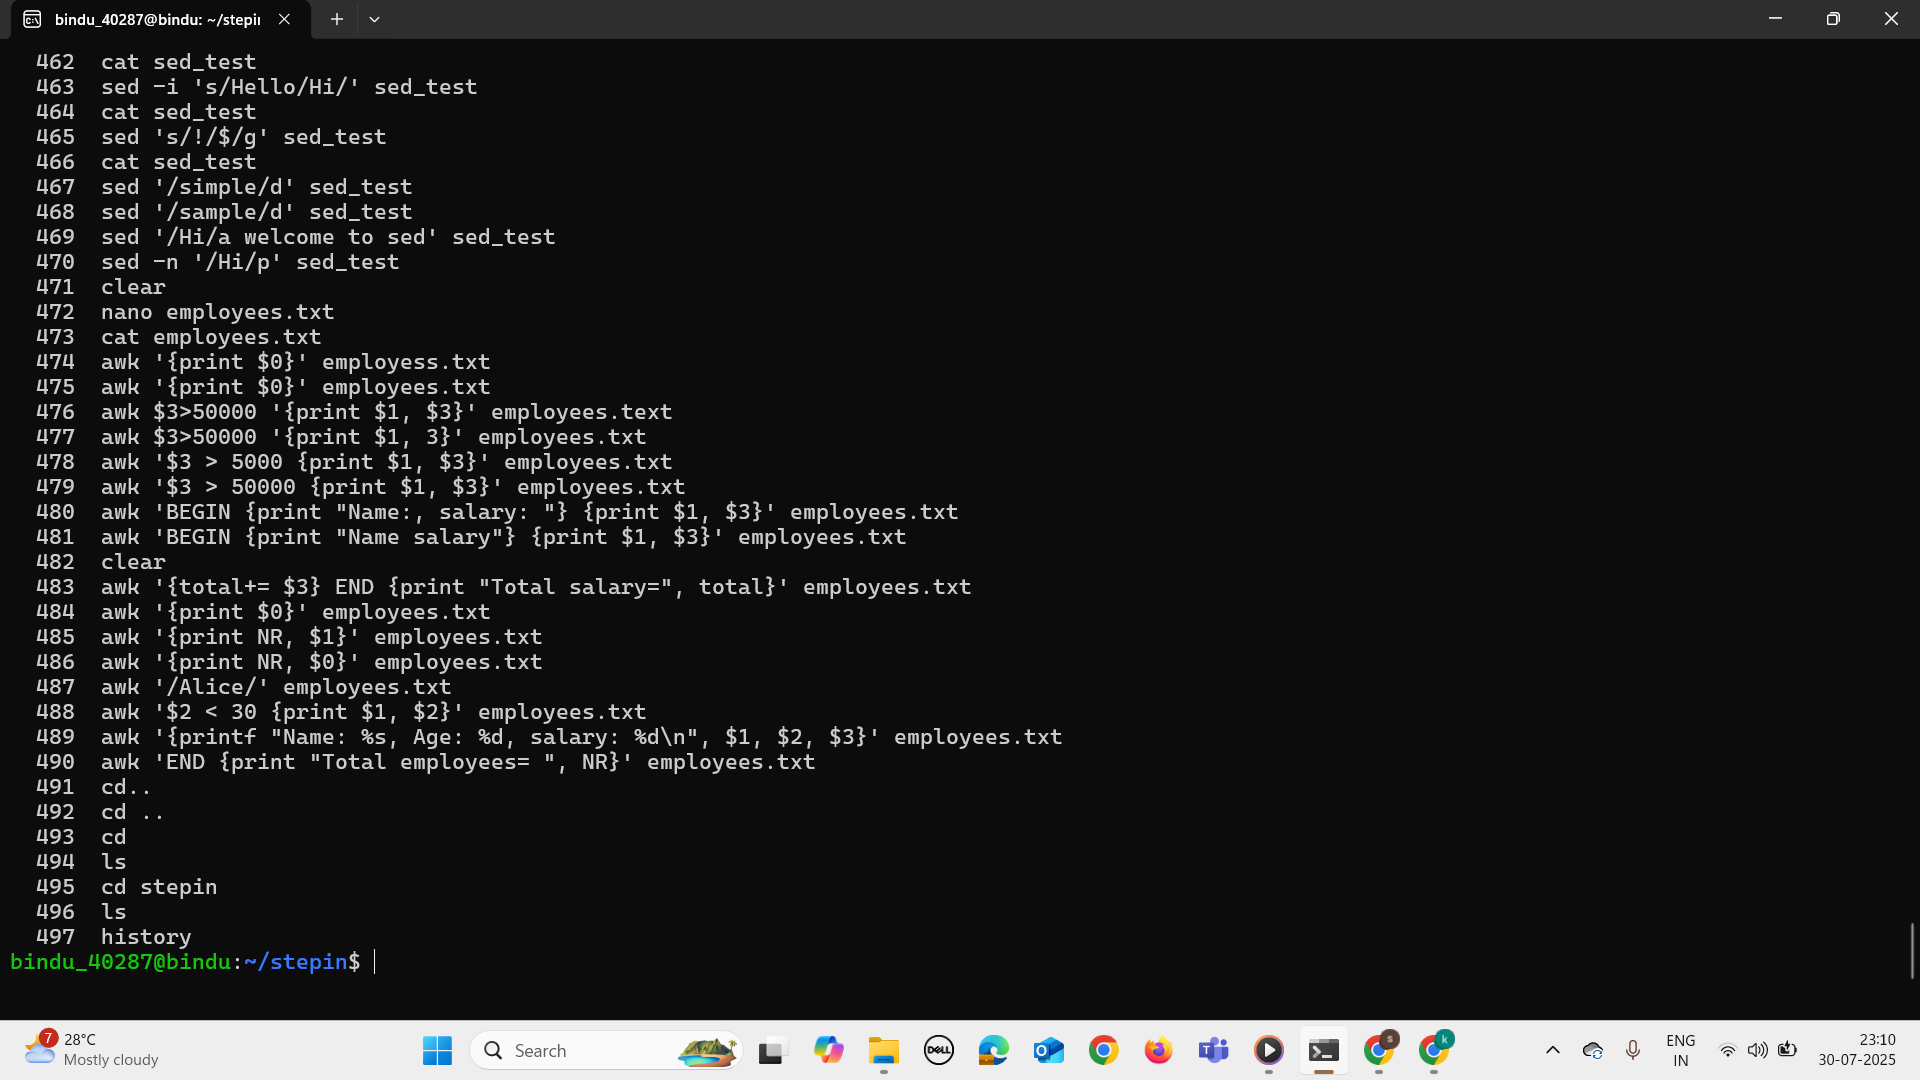 bindu_40287@bindu: ~/stepii
462 cat sed_test
463 sed -i 's/Hello/Hi/' sed_test
464 cat sed_test
465 sed 's/!/$/g' sed_test
466 cat sed_test
467 sed '/simple/d' sed_test
468 sed '/sample/d' sed_test
469 sed '/Hi/a welcome to sed' sed_test
470 sed -n '/Hi/p' sed_test
471 clear
472 nano employees.txt
473 cat employees.txt
474 awk '{print $0}' employess.txt
475 awk '{print $0}' employees.txt
476 awk $3>50000 '{print $1, $3}' employees.text
477 awk $3>50000 '{print $1, 3}' employees.txt
478 awk '$3 > 5000 {print $1, $3}' employees.txt
479 awk '$3 > 50000 {print $1, $3}' employees.txt
480 awk 'BEGIN {print "Name:, salary: "} {print $1, $3}' employees.txt
481 awk 'BEGIN {print "Name salary"} {print $1, $3}' employees.txt
482 clear
483 awk '{total+= $3} END {print "Total salary=", total}' employees.txt
484 awk '{print $0}' employees.txt
485 awk '{print NR, $1}' employees.txt
486 awk '{print NR, $0}' employees.txt
487 awk '/Alice/' employees.txt
488 awk '$2 < 30 {print $1, $2}' employees.txt
489 awk '{printf "Name: %s, Age: %d, salary: %d\n", $1, $2, $3}' employees.txt
490 awk 'END {print "Total employees= ", NR}' employees.txt
491 cd..
492 cd ..
493 cd
494 ls
495 cd stepin
496 ls
497 history
bindu_40287@bindu:~/stepin$
7
28°C
Mostly cloudy
Search
DELL
s
k
ENG
IN
23:10
30-07-2025